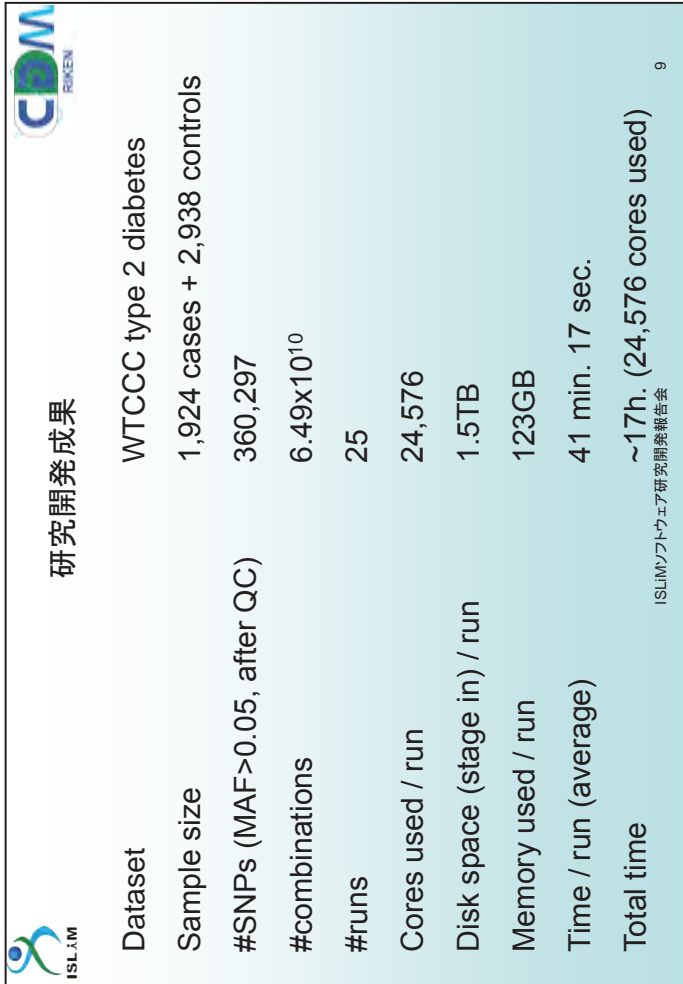 ISLiM
RIKEN
研究開発成果
Dataset WTCCC type 2 diabetes
Sample size 1,924 cases + 2,938 controls
#SNPs (MAF>0.05, after QC) 360,297
#combinations 6.49x10¹⁰
#runs 25
Cores used / run 24,576
Disk space (stage in) / run 1.5TB
Memory used / run 123GB
Time / run (average) 41 min. 17 sec.
Total time ~17h. (24,576 cores used)
ISLiMソフトウェア研究開発報告会
9